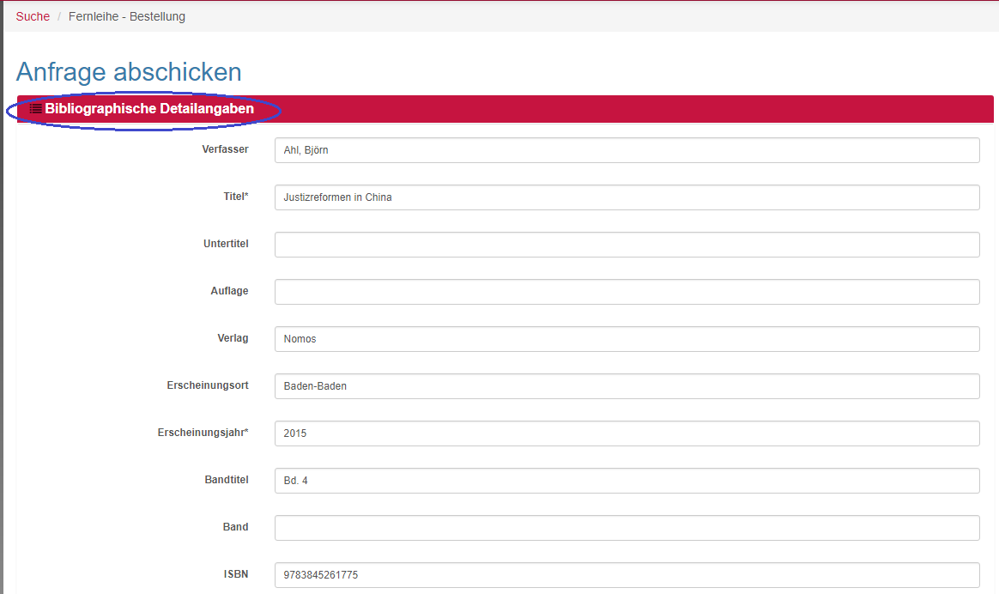 Suche / Fernleihe - Bestellung
Anfrage abschicken
Bibliographische Detailangaben
Verfasser Ahl, Björn
Titel* Justizreformen in China
Untertitel
Auflage
Verlag Nomos
Erscheinungsort Baden-Baden
Erscheinungsjahr* 2015
Bandtitel Bd. 4
Band
ISBN 9783845261775